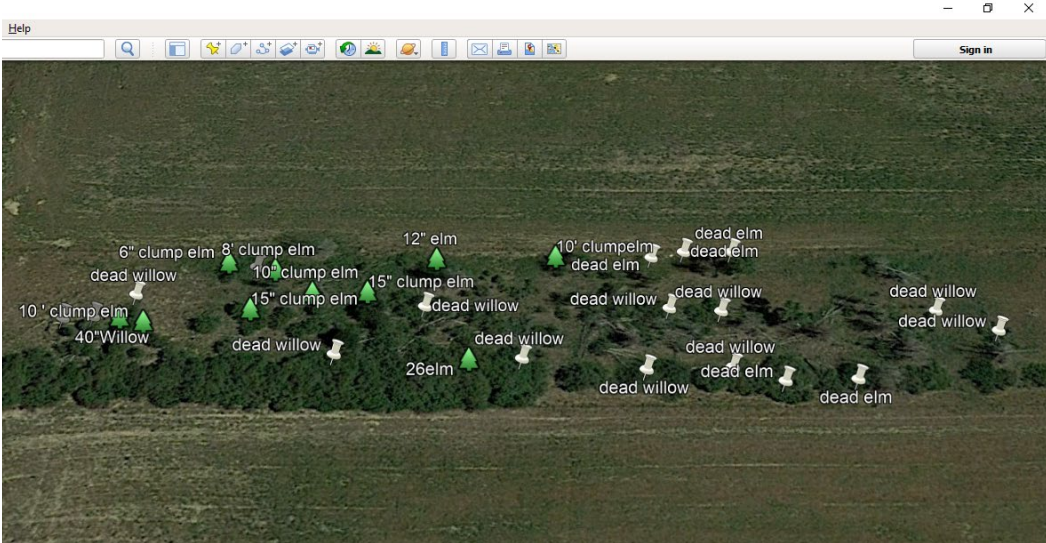 Help
Sign in
dead elm
12" elm
6" clump elm
8' clump elm
10' clumpelm
dead elm
dead elm
dead willow
10" clump elm
15" clump elm
dead willow
dead willow
15" clump elm
dead willow
dead willow
10 ' clump elm
dead willow
40"Willow
dead willow
dead willow
dead willow
26elm
dead elm
dead willow
dead elm